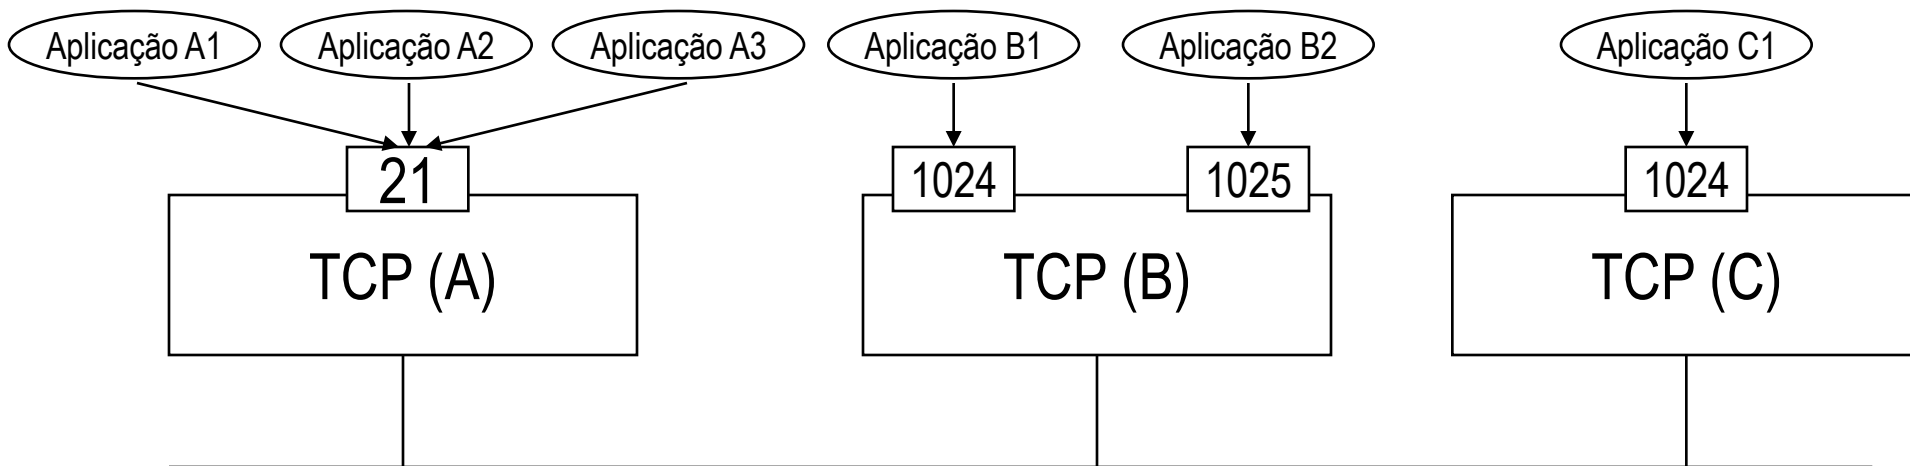 Aplicação A1
Aplicação A2
Aplicação A3
Aplicação B1
Aplicação B2
Aplicação C1
21
1024
1025
1024
TCP (A)
TCP (B)
TCP (C)